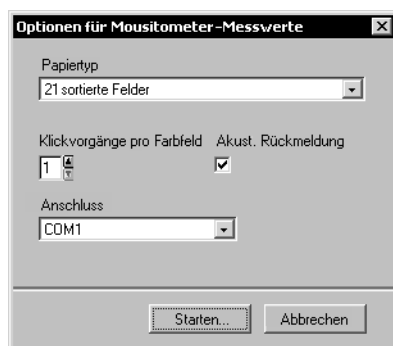 Optionen für Mousitometer-Messwerte
Papiertyp
21 sortierte Felder
Klickvorgänge pro Farbfeld Akust. Rückmeldung
1
Anschluss
COM1
Starten... Abbrechen